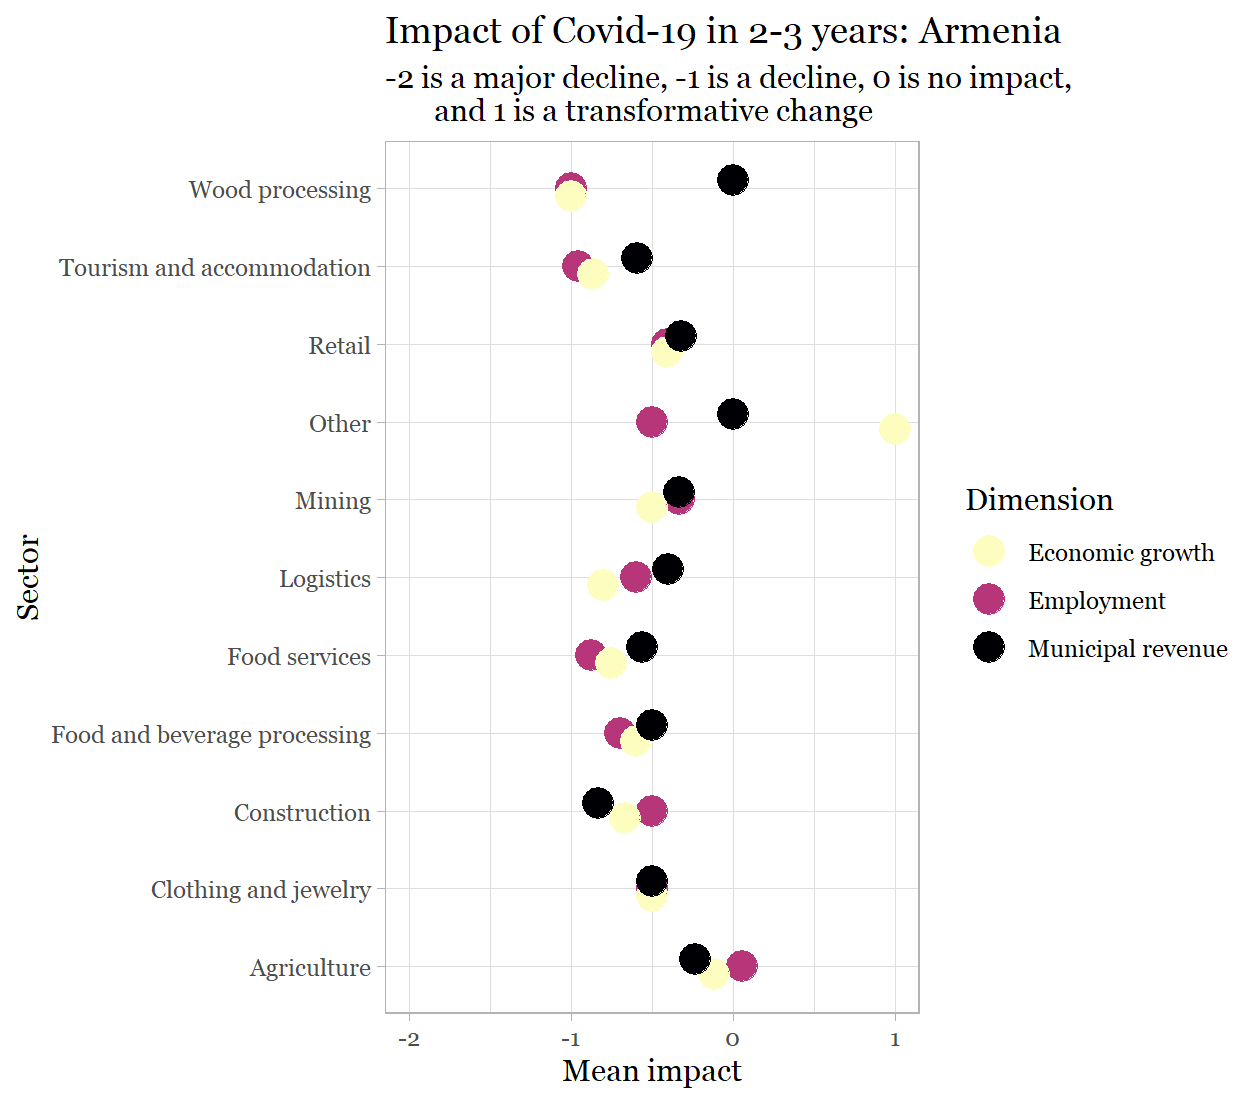 Impact of Covid-19 in 2-3 years: Armenia
-2 is a major decline, -1 is a decline, 0 is no impact,
and 1 is a transformative change
Wood processing
Tourism and accommodation
Retail
Other
Mining
Logistics
Food services
Food and beverage processing
Construction
Clothing and jewelry
Agriculture
Sector
-2 -1 0 1
Mean impact
Dimension
Economic growth
Employment
Municipal revenue